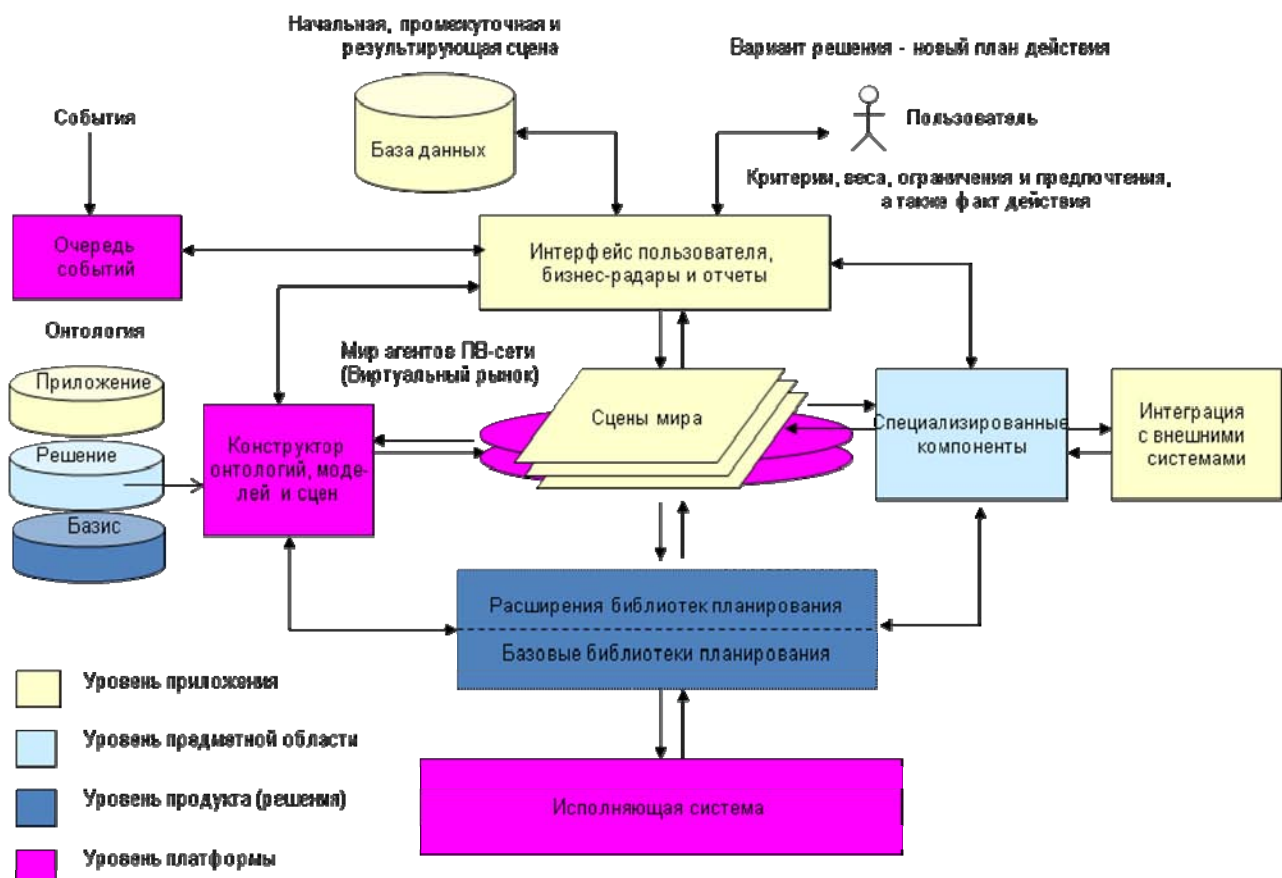 Начальная, промежуточная и
результирующая сцена
Вариант решения - новый план действия
События
База данных
Пользователь
Критерии, веса, ограничения и предпочтения,
а также факт действия
Очередь
событий
Интерфейс пользователя,
бизнес-радары и отчеты
Онтология
Мир агентов ПВ-сети
(Виртуальный рынок)
Приложение
Решение
Базис
Конструктор
онтологий, моде-
лей и сцен
Сцены мира
Специализированные
компоненты
Интеграция
с внешними
системами
Расширения библиотек планирования
Базовые библиотеки планирования
Исполняющая система
Уровень приложения
Уровень предметной области
Уровень продукта (решения)
Уровень платформы